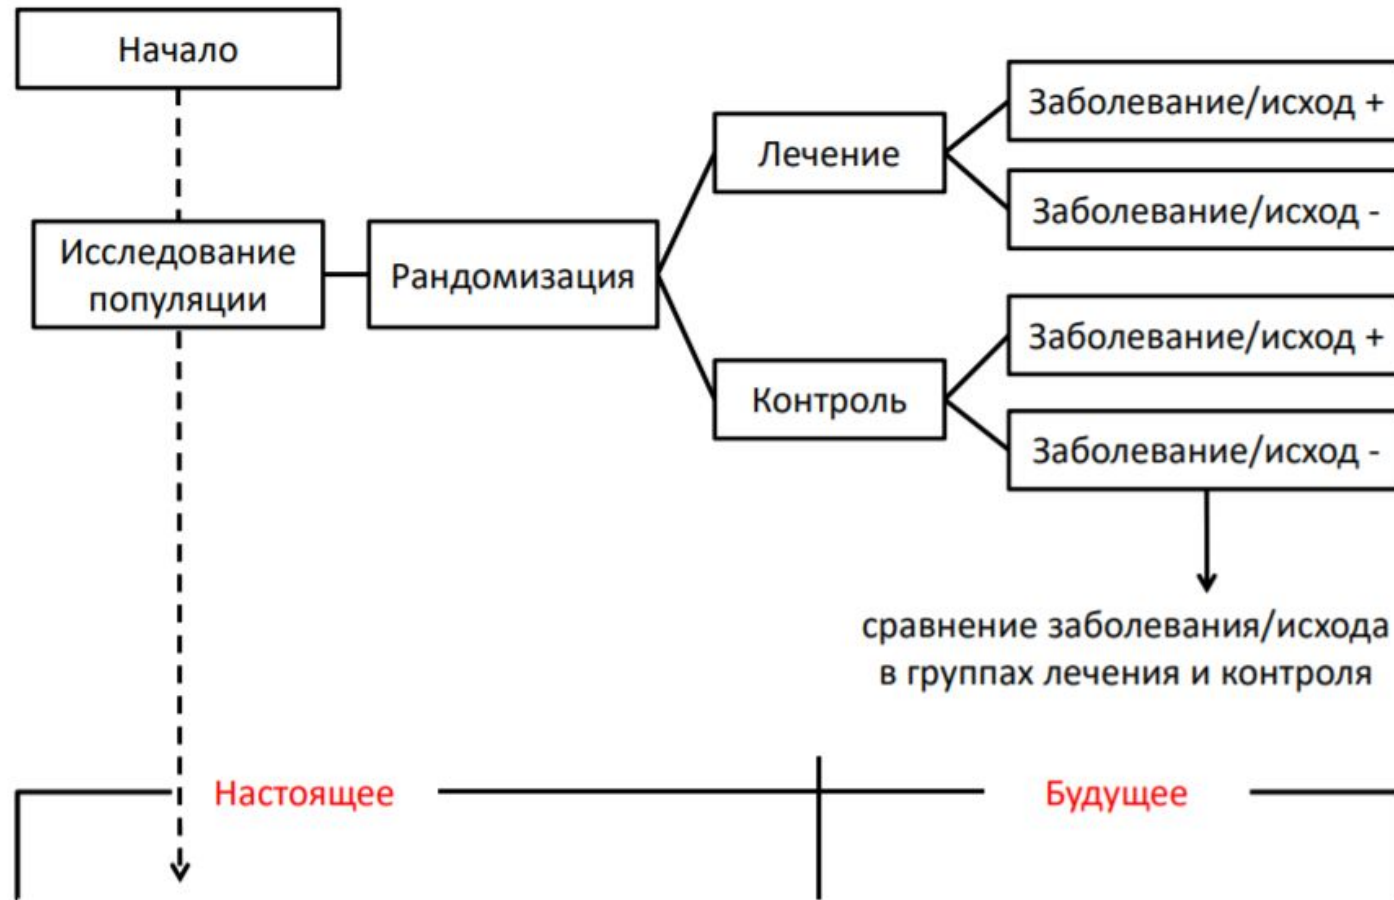 Начало
Исследование
популяции
Рандомизация
Лечение
Контроль
Заболевание/исход +
Заболевание/исход -
Заболевание/исход +
Заболевание/исход -
сравнение заболевания/исхода
в группах лечения и контроля
Настоящее
Будущее